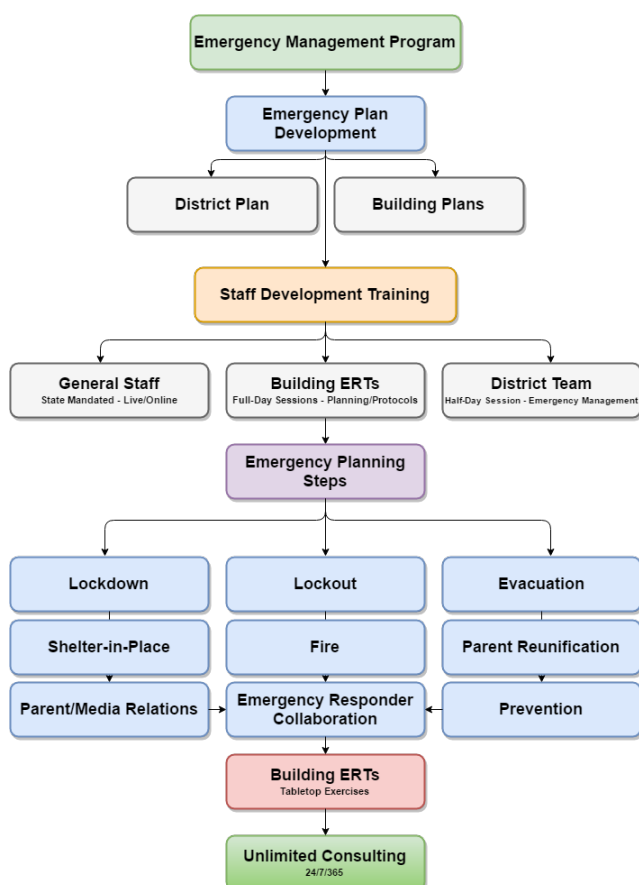 Emergency Management Program
Emergency Plan
Development
District Plan
Building Plans
Staff Development Training
General Staff
State Mandated - Live/Online
Building ERTs
Full-Day Sessions - Planning/Protocols
District Team
Half-Day Session - Emergency Management
Emergency Planning
Steps
Lockdown
Lockout
Evacuation
Shelter-in-Place
Fire
Parent Reunification
Parent/Media Relations
Emergency Responder
Collaboration
Prevention
Building ERTs
Tabletop Exercises
Unlimited Consulting
24/7/365